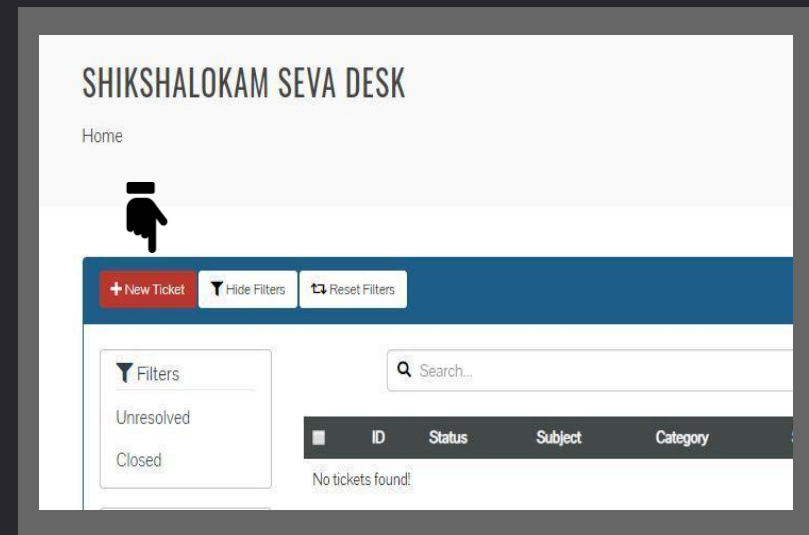 SHIKSHALOKAM SEVA DESK
Home
New Ticket Hide Filters Reset Filters
Filters
Search...
Unresolved
ID Status Subject Category
Closed
No tickets found!